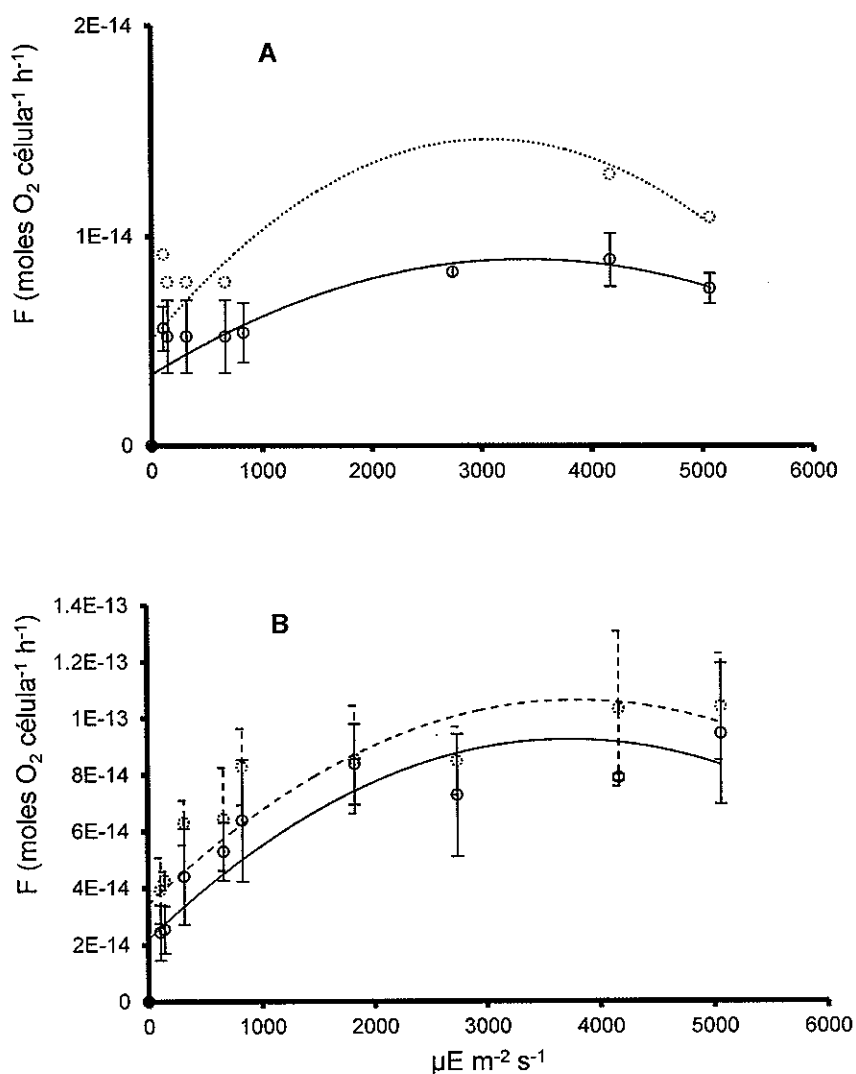 2E-14
A
F (moles O₂ célula⁻¹ h⁻¹)
1E-14
0
0 1000 2000 3000 4000 5000 6000
1.4E-13
B
1.2E-13
F (moles O₂ célula⁻¹ h⁻¹)
1E-13
8E-14
6E-14
4E-14
2E-14
0
0 1000 2000 3000 4000 5000 6000
µE m⁻² s⁻¹